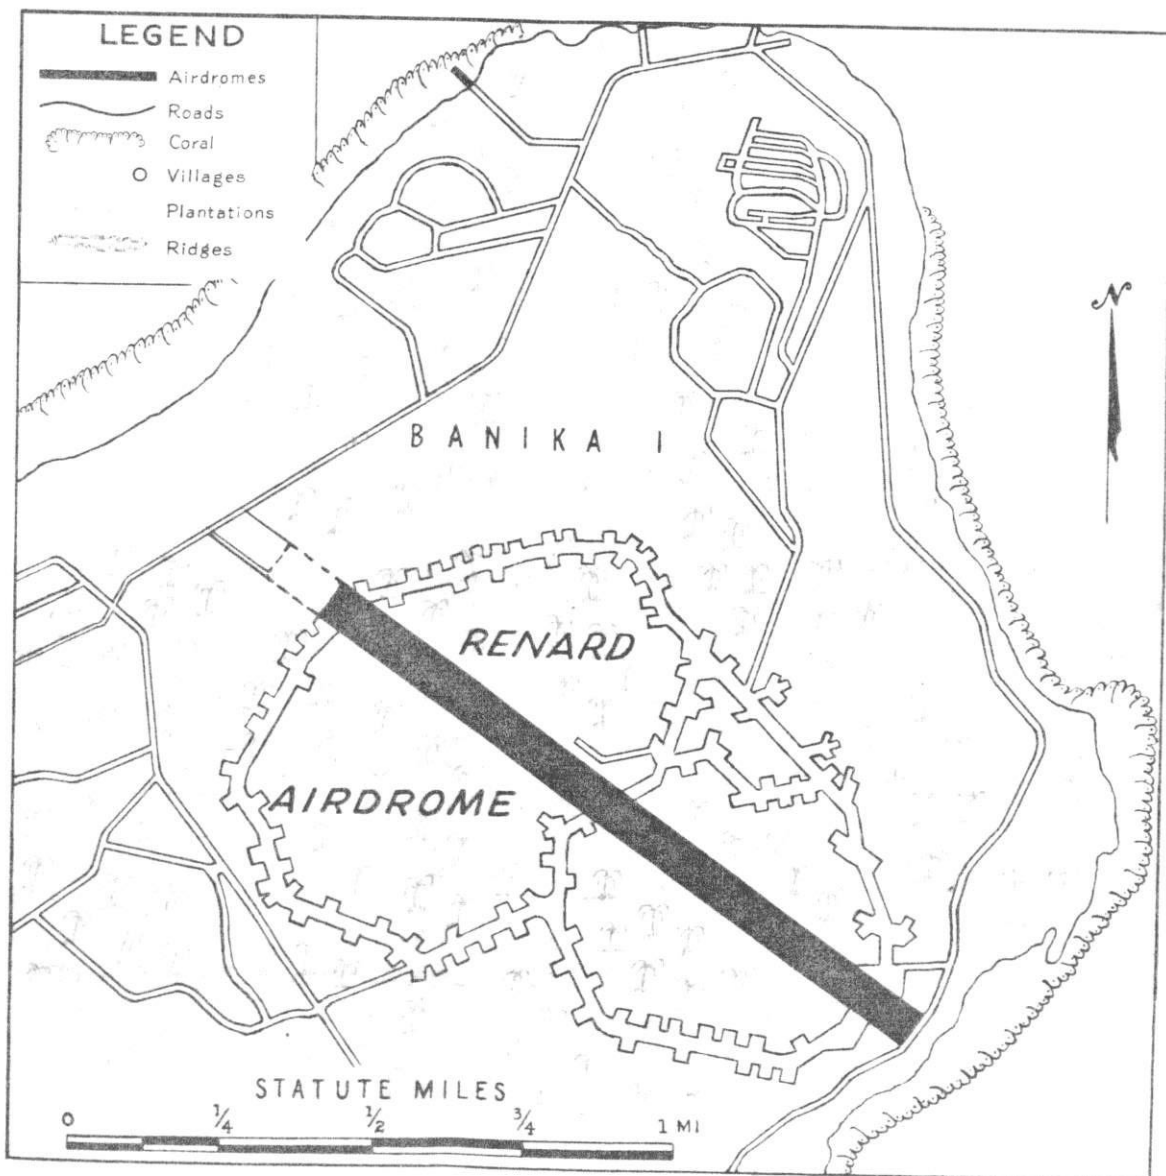 LEGEND
Airdromes
Roads
Coral
Villages
Plantations
Ridges
N
BANIKA I
RENARD
AIRDROME
STATUTE MILES
0 ¼ ½ ¾ 1 MI